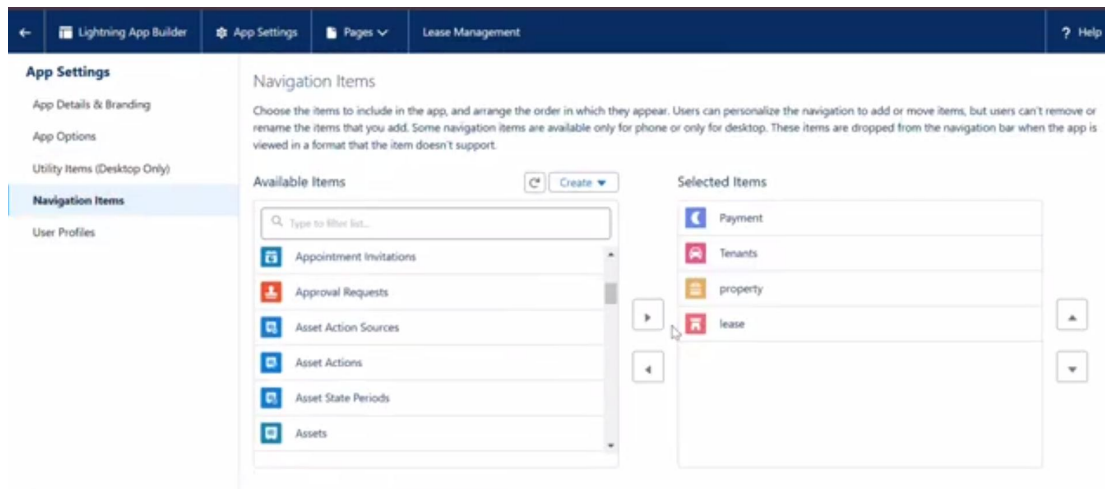 Lightning App Builder
App Settings
Pages
Lease Management
? Help
App Settings
App Details & Branding
App Options
Utility Items (Desktop Only)
Navigation Items
User Profiles
Navigation Items
Choose the items to include in the app, and arrange the order in which they appear. Users can personalize the navigation to add or move items, but users can't remove or
rename the items that you add. Some navigation items are available only for phone or only for desktop. These items are dropped from the navigation bar when the app is
viewed in a format that the item doesn't support.
Available Items
Create
Type to filter list...
Appointment Invitations
Approval Requests
Asset Action Sources
Asset Actions
Asset State Periods
Assets
Selected Items
Payment
Tenants
property
lease